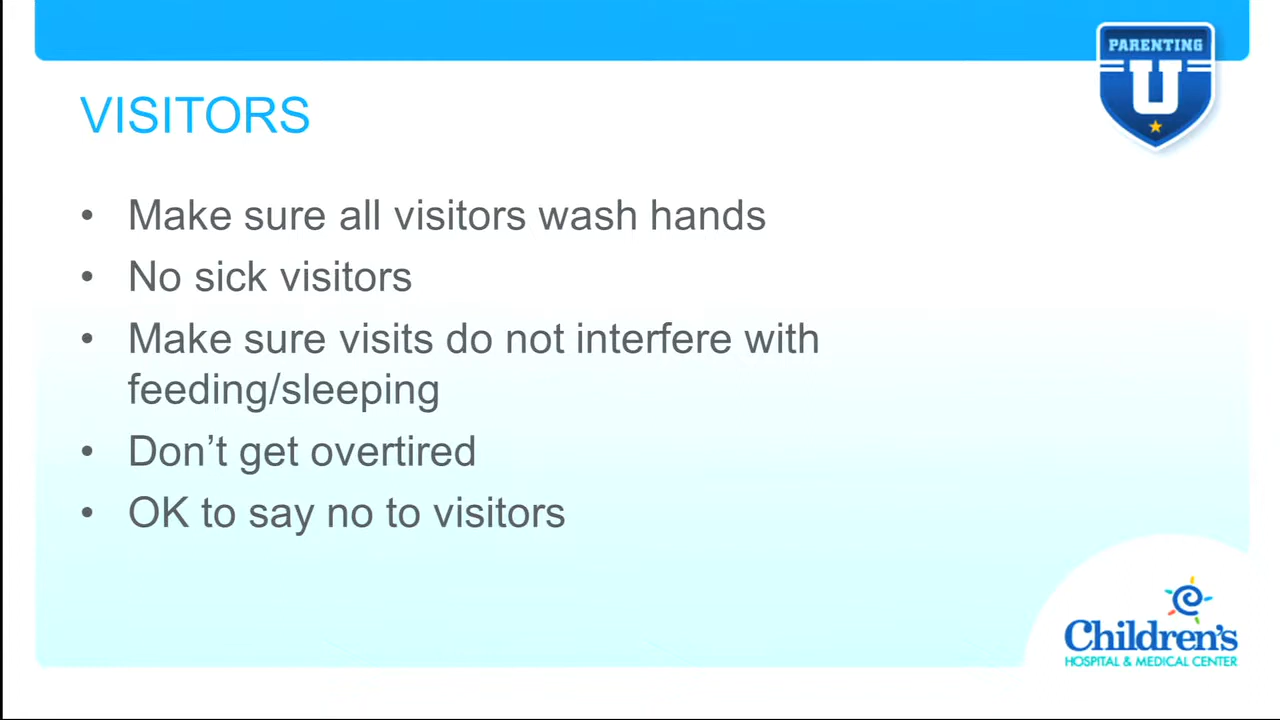 PARENTING
U
VISITORS
• Make sure all visitors wash hands
• No sick visitors
• Make sure visits do not interfere with
feeding/sleeping
• Don’t get overtired
• OK to say no to visitors
Children's
HOSPITAL & MEDICAL CENTER